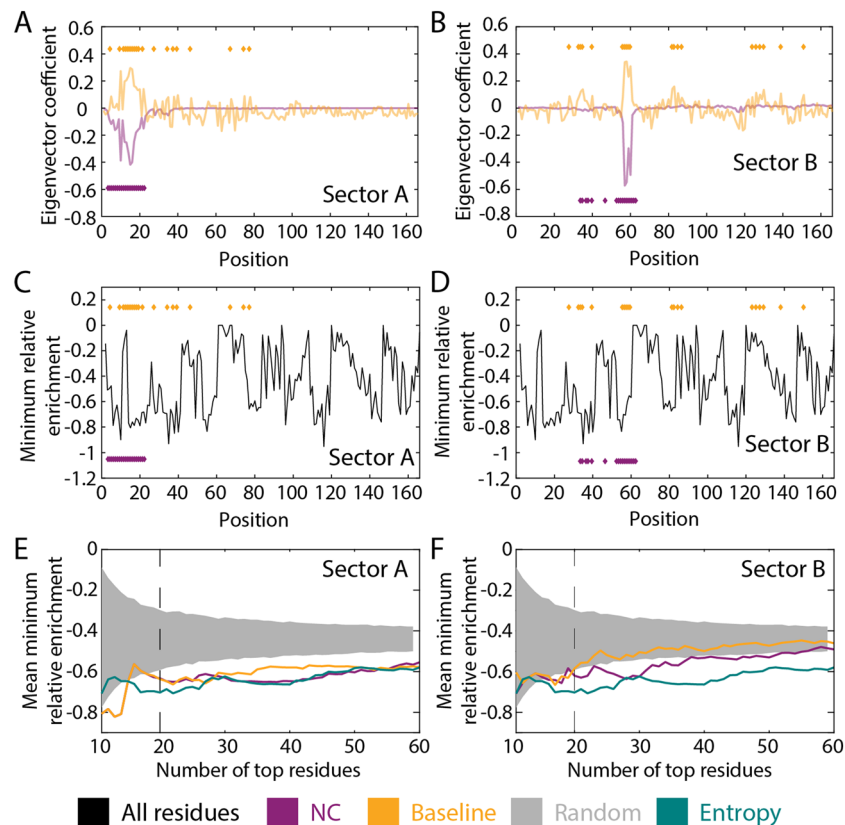 A
Eigenvector coefficient
0.6
0.4
0.2
0
-0.2
-0.4
-0.6
-0.8
Sector A
0 20 40 60 80 100 120 140 160
Position
B
Eigenvector coefficient
0.6
0.4
0.2
0
-0.2
-0.4
-0.6
-0.8
Sector B
0 20 40 60 80 100 120 140 160
Position
C
Minimum relative
enrichment
0.2
0
-0.2
-0.4
-0.6
-0.8
-1
-1.2
Sector A
0 20 40 60 80 100 120 140 160
Position
D
Minimum relative
enrichment
0.2
0
-0.2
-0.4
-0.6
-0.8
-1
-1.2
Sector B
0 20 40 60 80 100 120 140 160
Position
E
Mean minimum
relative enrichment
0
-0.2
-0.4
-0.6
-0.8
Sector A
10 20 30 40 50 60
Number of top residues
F
Mean minimum
relative enrichment
0
-0.2
-0.4
-0.6
-0.8
Sector B
10 20 30 40 50 60
Number of top residues
All residues NC Baseline Random Entropy